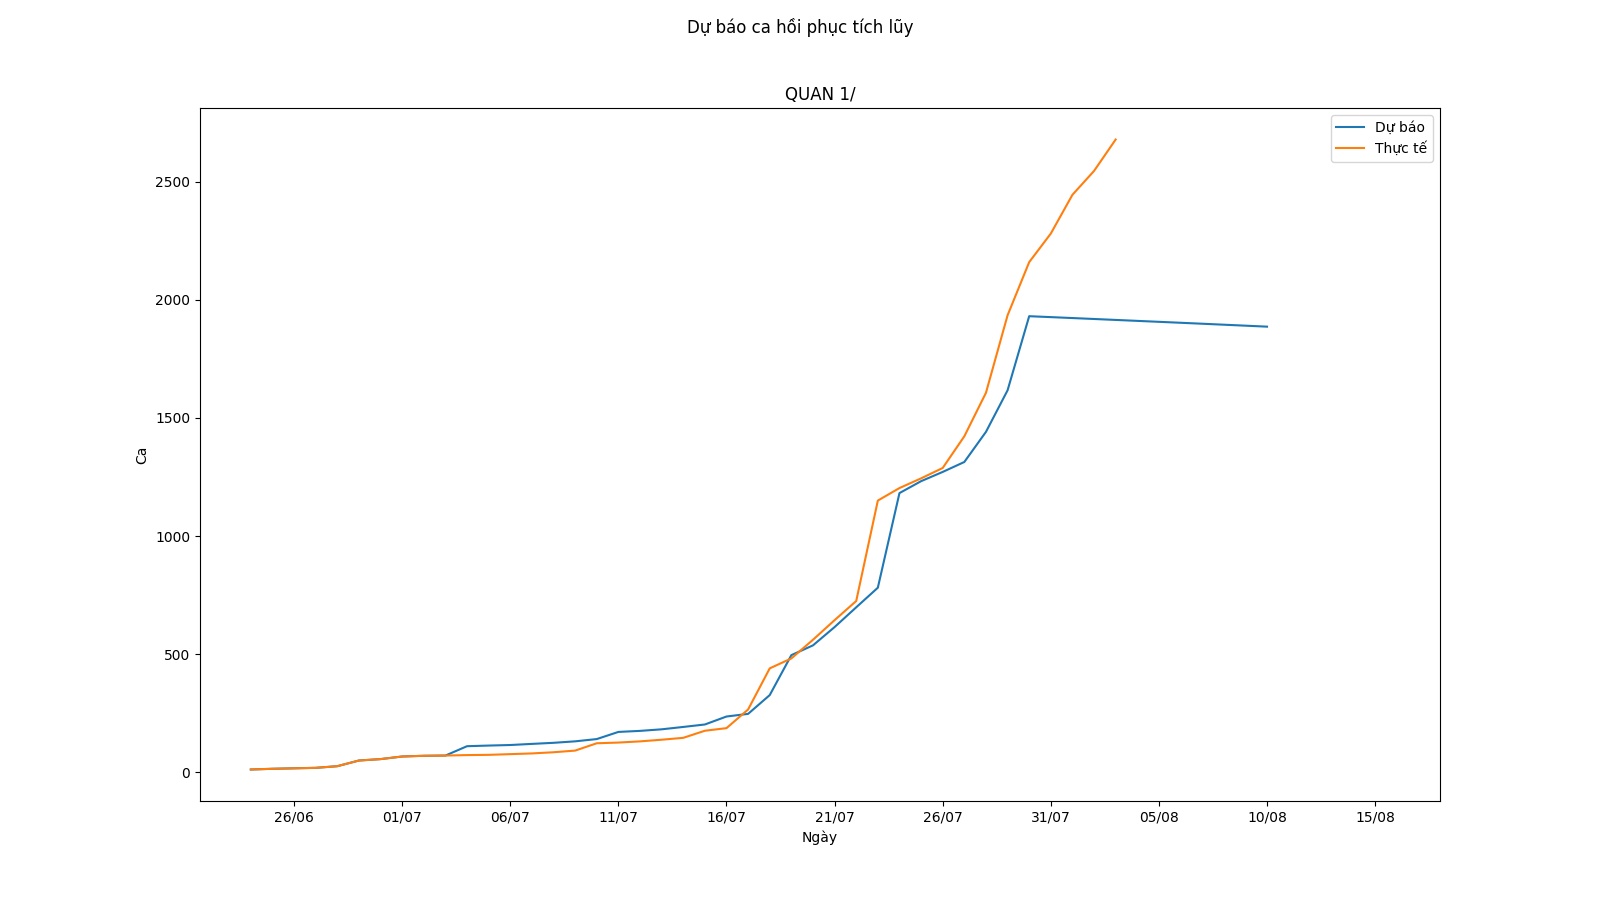 Dự báo ca hồi phục tích lũy
QUAN 1/
Dự báo
Thực tế
2500
2000
1500
1000
500
0
Ca
26/06 01/07 06/07 11/07 16/07 21/07 26/07 31/07 05/08 10/08 15/08
Ngày